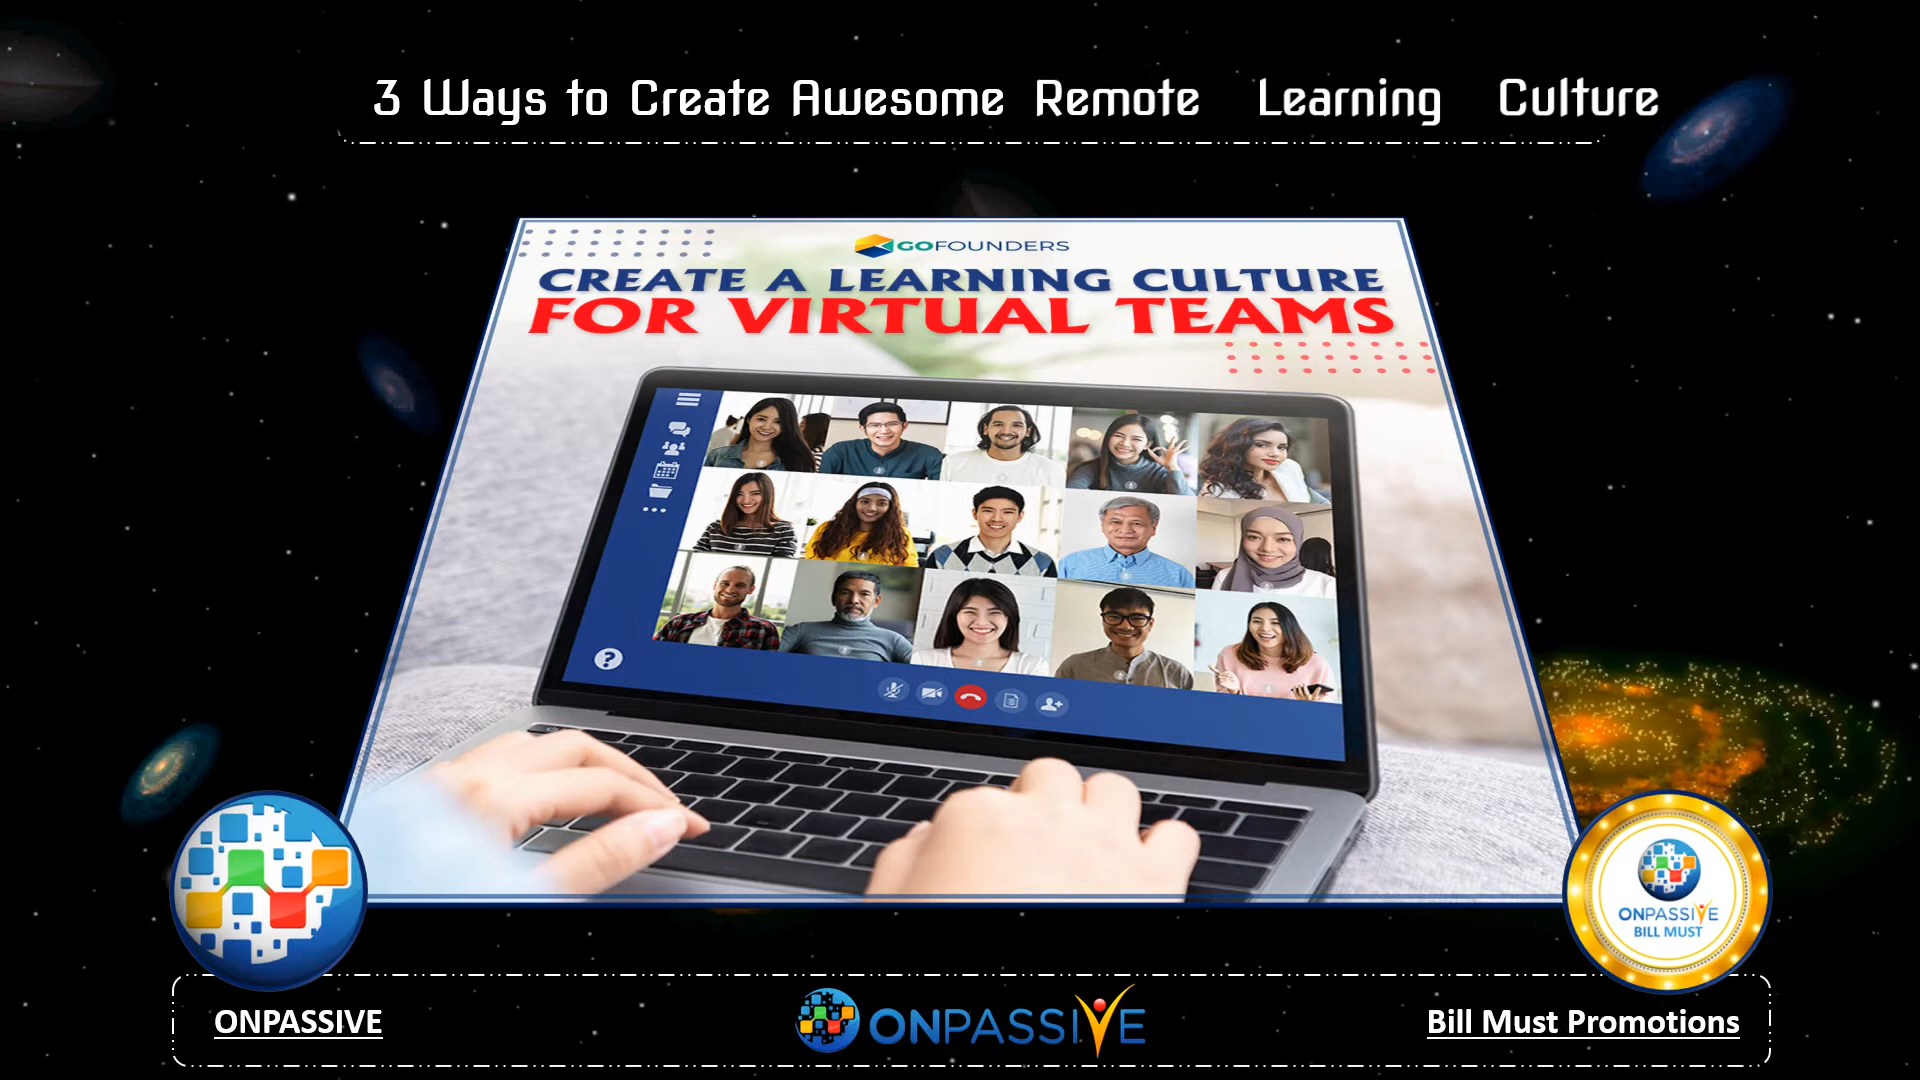 3 Ways to Create Awesome Remote Learning Culture
GOFOUNDERS
CREATE A LEARNING CULTURE
FOR VIRTUAL TEAMS
?
ONPASSIVE
BILL MUST
ONPASSIVE
ONPASSIVE
Bill Must Promotions